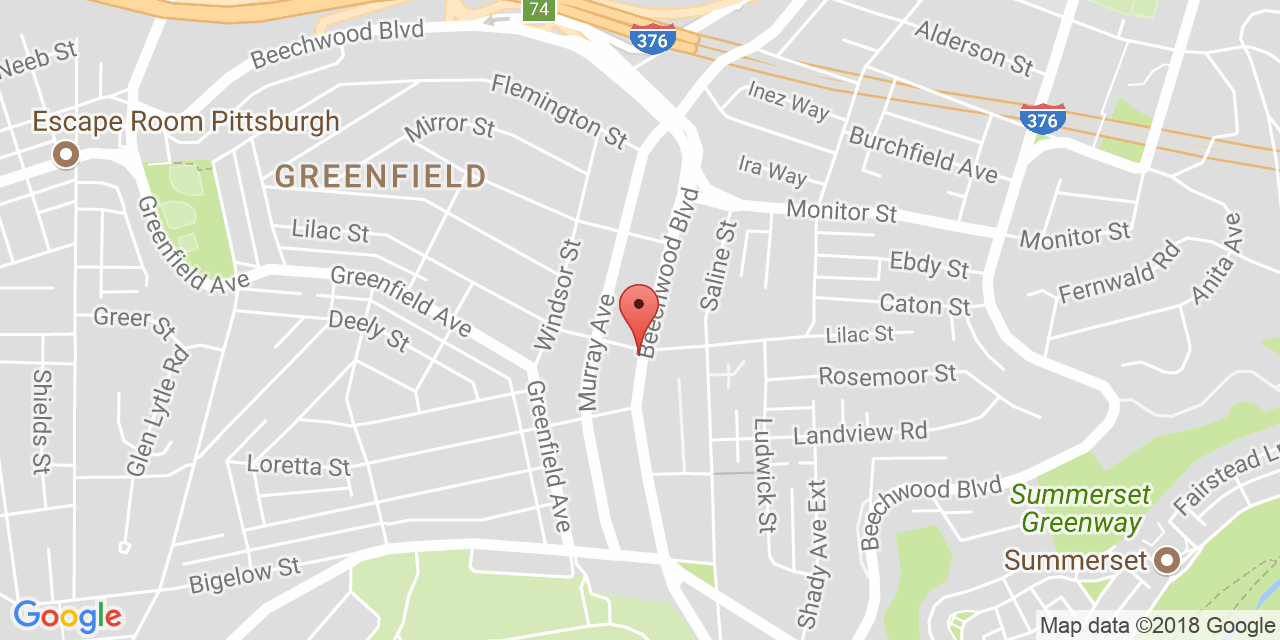 74
Beechwood Blvd
376
Alderson St
Neeb St
Flemington St
Inez Way
Escape Room Pittsburgh
Mirror St
376
Burchfield Ave
GREENFIELD
Ira Way
Beechwood Blvd
Monitor St
Greenfield Ave
Lilac St
Saline St
Monitor St
Anita Ave
Windsor St
Ebdy St
Fernwald Rd
Greenfield Ave
Caton St
Greer St
Deely St
Murray Ave
Lilac St
Glen Lytle Rd
Rosemoor St
Shields St
Greenfield Ave
Ludwick St
Landview Rd
Loretta St
Beechwood Blvd
Fairstead Ln
Summerset
Greenway
Shady Ave Ext
Summerset
Bigelow St
Google
Map data ©2018 Google